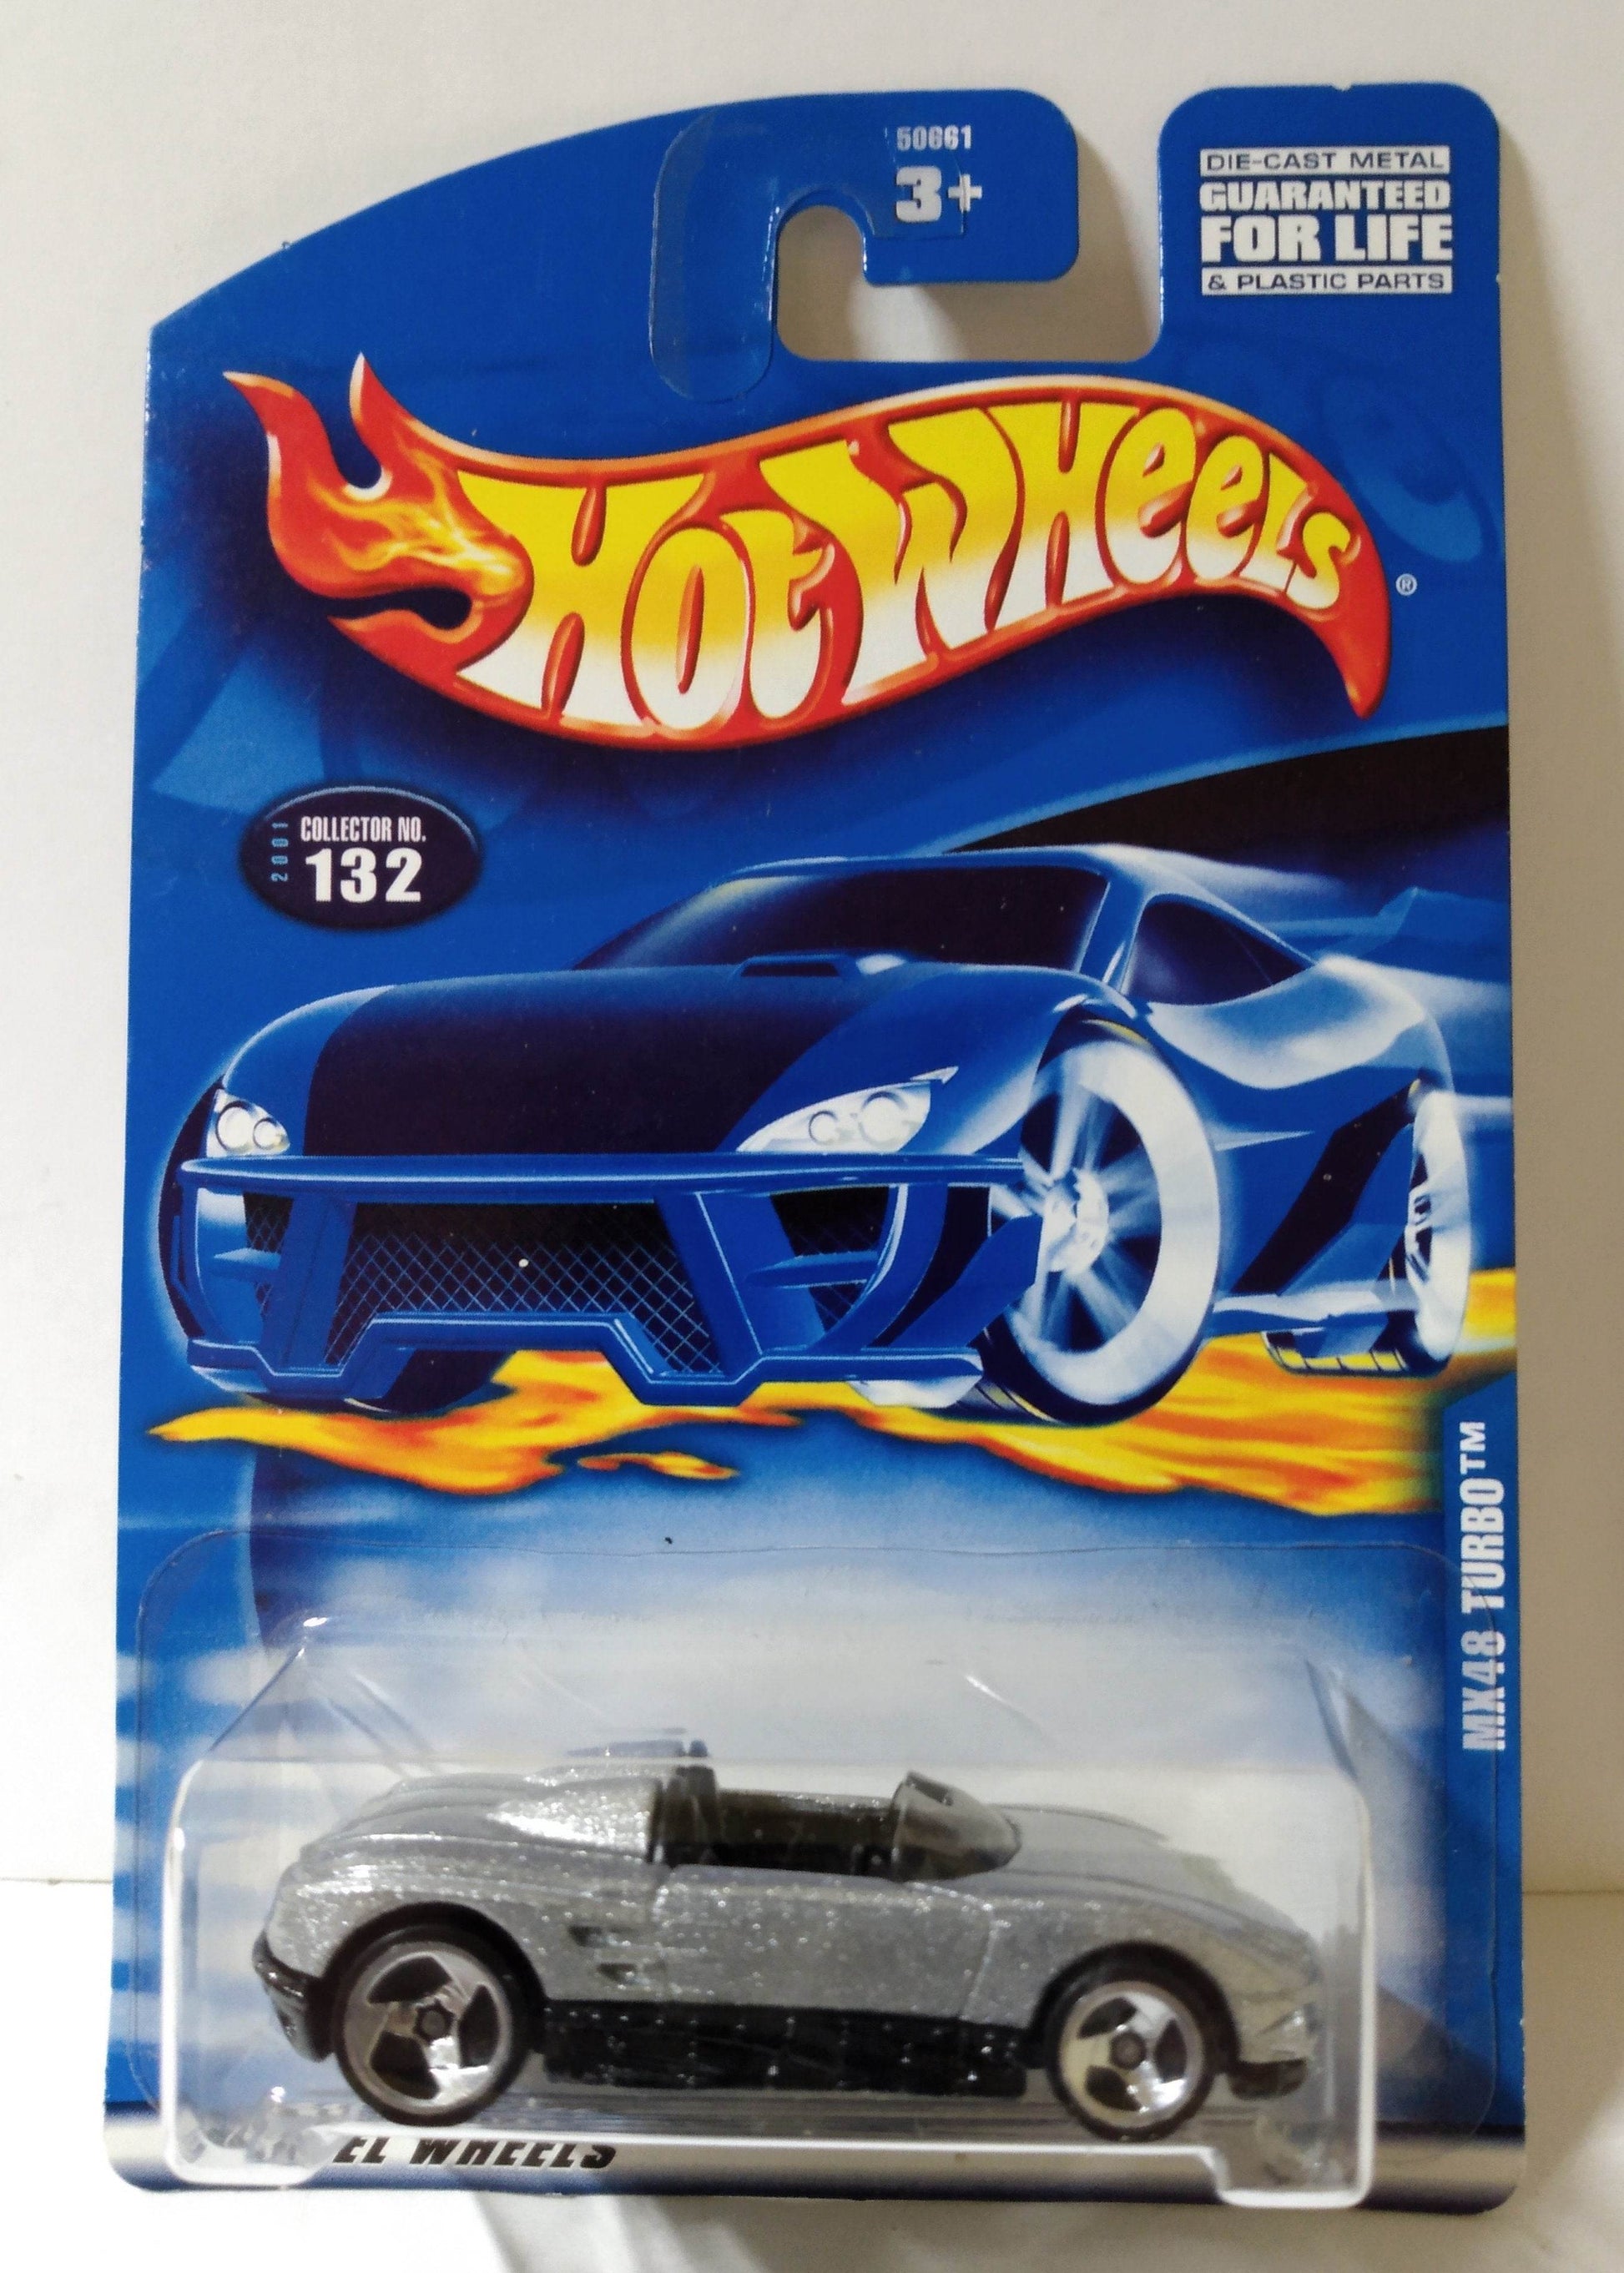 50661
3+
DIE-CAST METAL
GUARANTEED
FOR LIFE
& PLASTIC PARTS
HOT WHEELS®
2001
COLLECTOR NO.
132
MX48 TURBO™
EL WHEELS